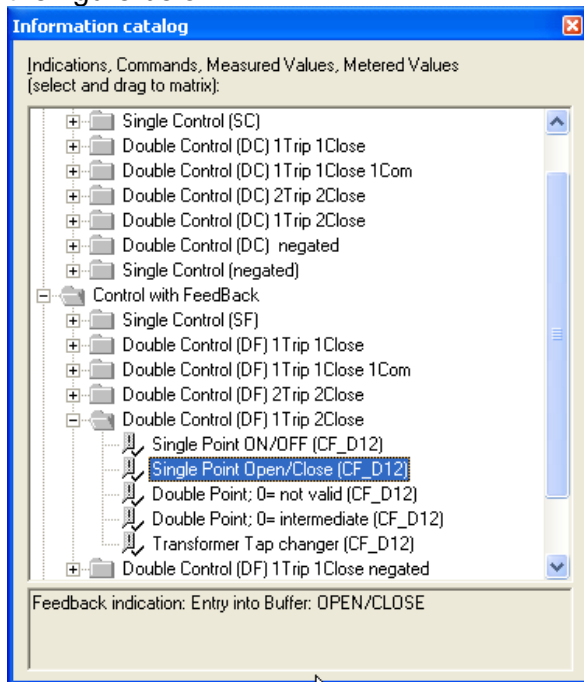 Information catalog
Indications, Commands, Measured Values, Metered Values
(select and drag to matrix):
Single Control (SC)
Double Control (DC) 1Trip 1Close
Double Control (DC) 1Trip 1Close 1Com
Double Control (DC) 2Trip 2Close
Double Control (DC) 1Trip 2Close
Double Control (DC) negated
Single Control (negated)
Control with FeedBack
Single Control (SF)
Double Control (DF) 1Trip 1Close
Double Control (DF) 1Trip 1Close 1Com
Double Control (DF) 2Trip 2Close
Double Control (DF) 1Trip 2Close
Single Point ON/OFF (CF_D12)
Single Point Open/Close (CF_D12)
Double Point; 0= not valid (CF_D12)
Double Point; 0= intermediate (CF_D12)
Transformer Tap changer (CF_D12)
Double Control (DF) 1Trip 1Close negated
Feedback indication: Entry into Buffer: OPEN/CLOSE